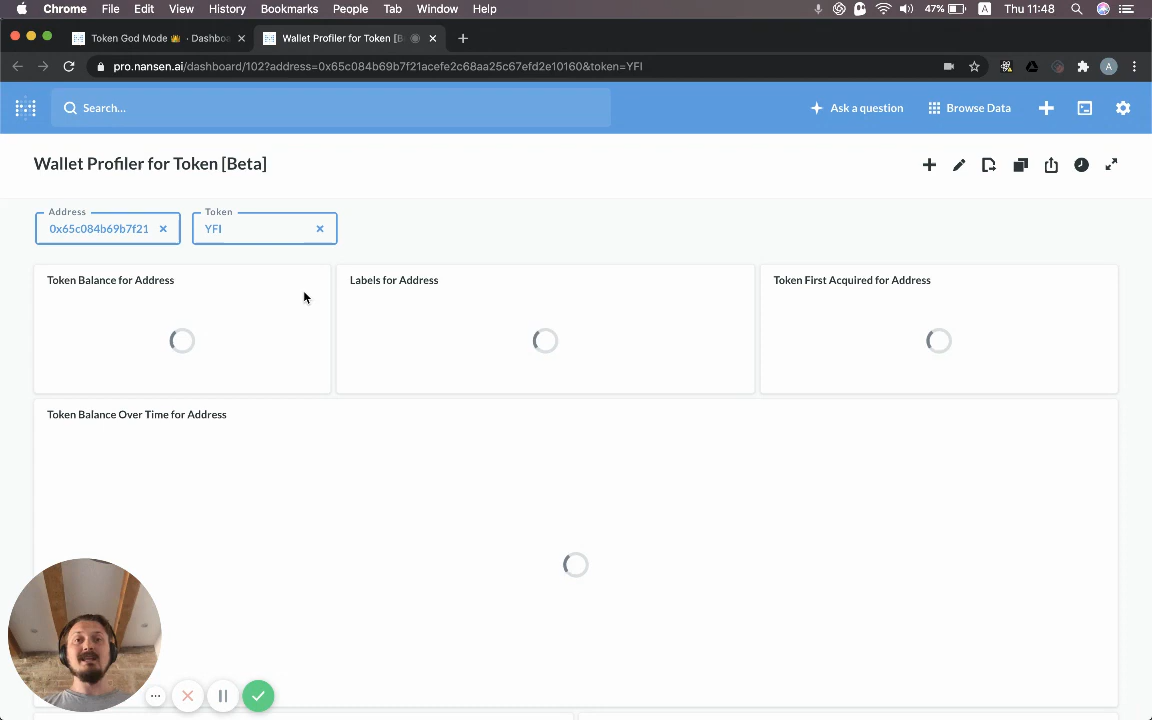 Chrome File Edit View History Bookmarks People Tab Window Help 47% A Thu 11:48
Token God Mode 👑 · Dashboa
Wallet Profiler for Token [B
pro.nansen.ai/dashboard/102?address=0x65c084b69b7f21acefe2c68aa25c67efd2e10160&token=YFI A
Search... Ask a question Browse Data
Wallet Profiler for Token [Beta]
Address Token
0x65c084b69b7f21 YFI
Token Balance for Address Labels for Address Token First Acquired for Address
Token Balance Over Time for Address